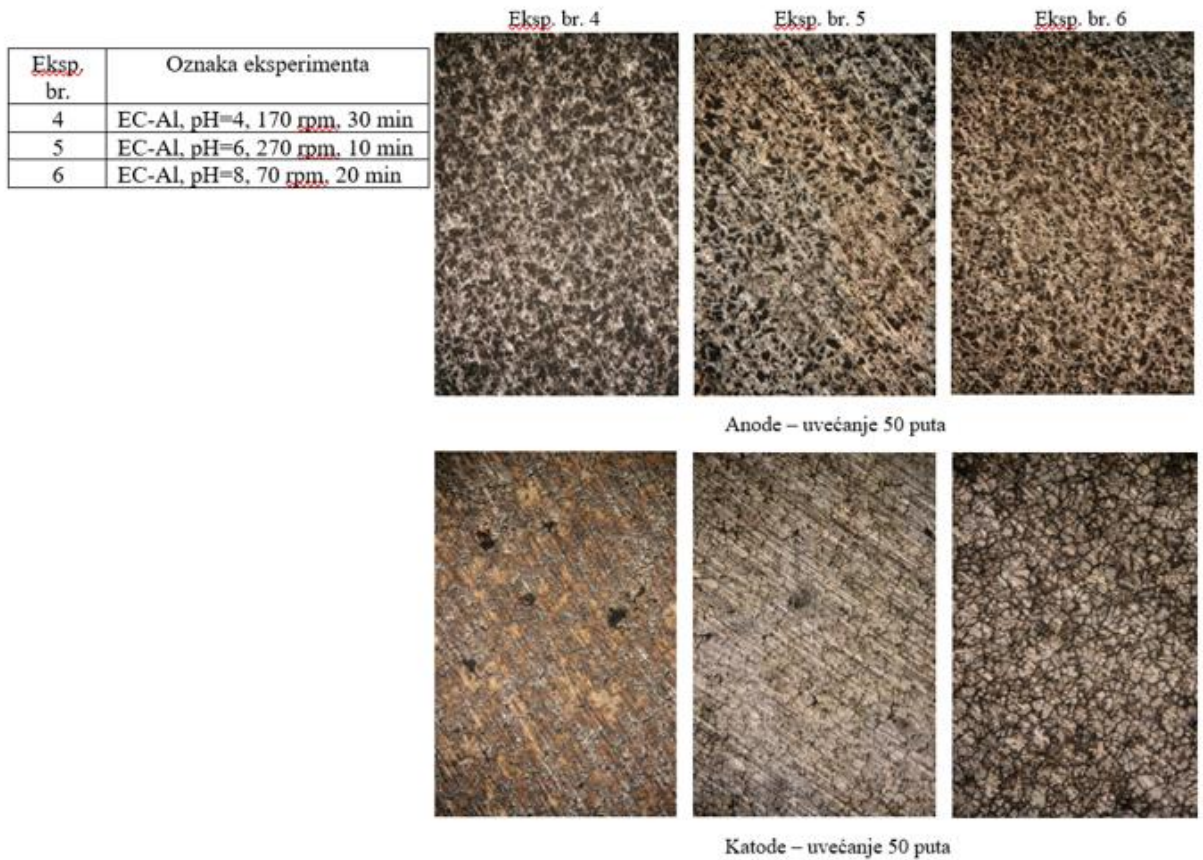 Eksp. br. 4
Eksp. br. 5
Eksp. br. 6
Eksp. br.
Oznaka eksperimenta
4
EC-Al, pH=4, 170 rpm, 30 min
5
EC-Al, pH=6, 270 rpm, 10 min
6
EC-Al, pH=8, 70 rpm, 20 min
Anode – uvećanje 50 puta
Katode – uvećanje 50 puta